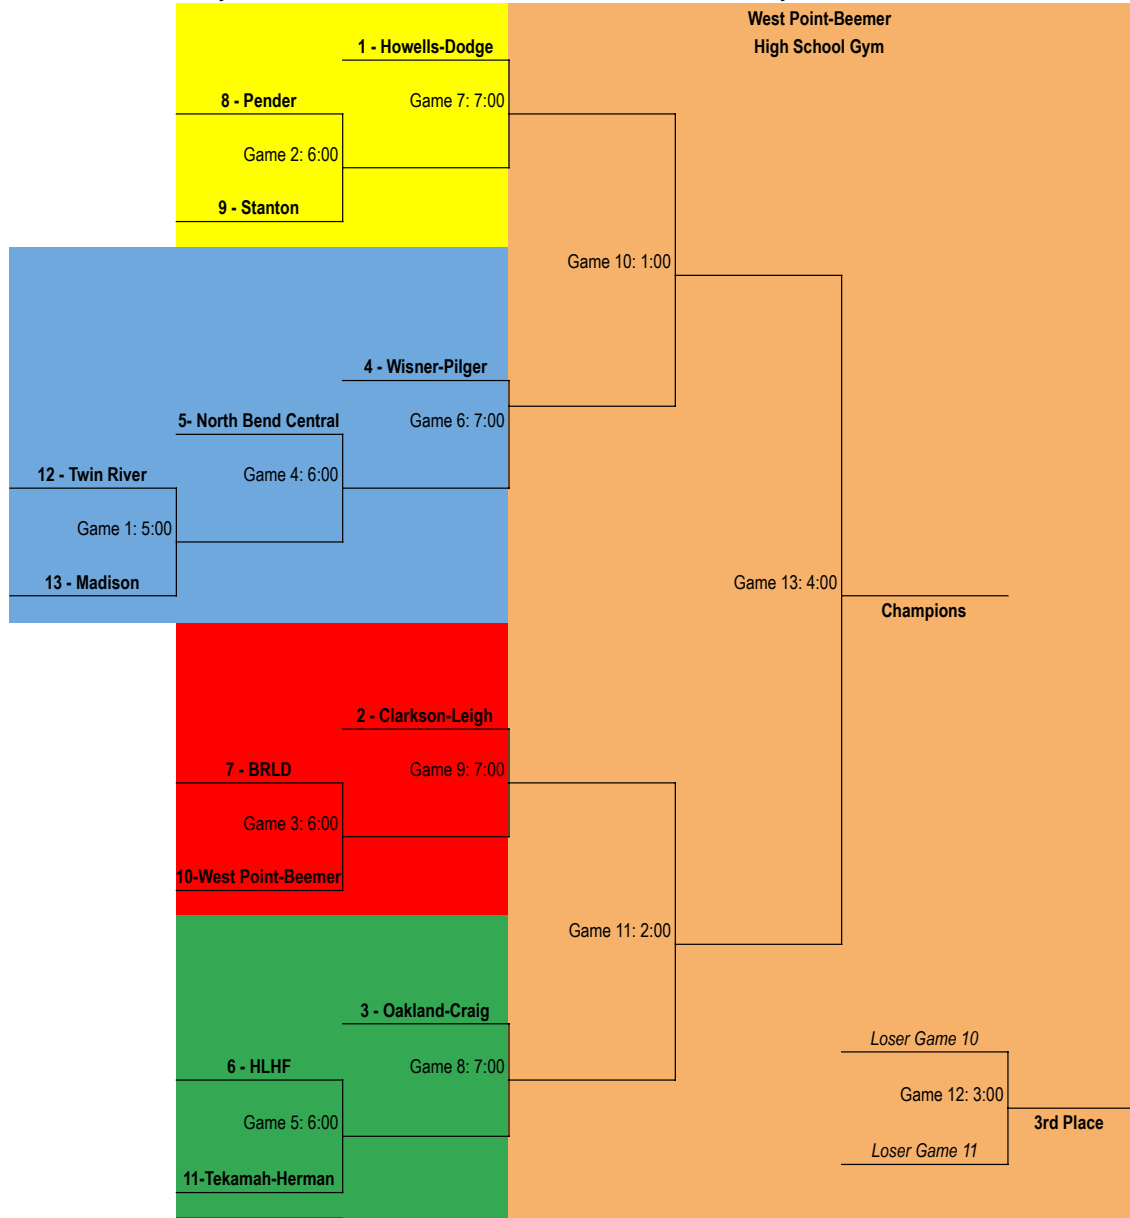 West Point-Beemer
High School Gym
1 - Howells-Dodge
8 - Pender
Game 7: 7:00
Game 2: 6:00
9 - Stanton
Game 10: 1:00
4 - Wisner-Pilger
5- North Bend Central
Game 6: 7:00
12 - Twin River
Game 4: 6:00
Game 1: 5:00
13 - Madison
Game 13: 4:00
Champions
2 - Clarkson-Leigh
7 - BRLD
Game 9: 7:00
Game 3: 6:00
10-West Point-Beemer
Game 11: 2:00
3 - Oakland-Craig
Loser Game 10
6 - HLHF
Game 8: 7:00
Game 12: 3:00
Game 5: 6:00
3rd Place
Loser Game 11
11-Tekamah-Herman